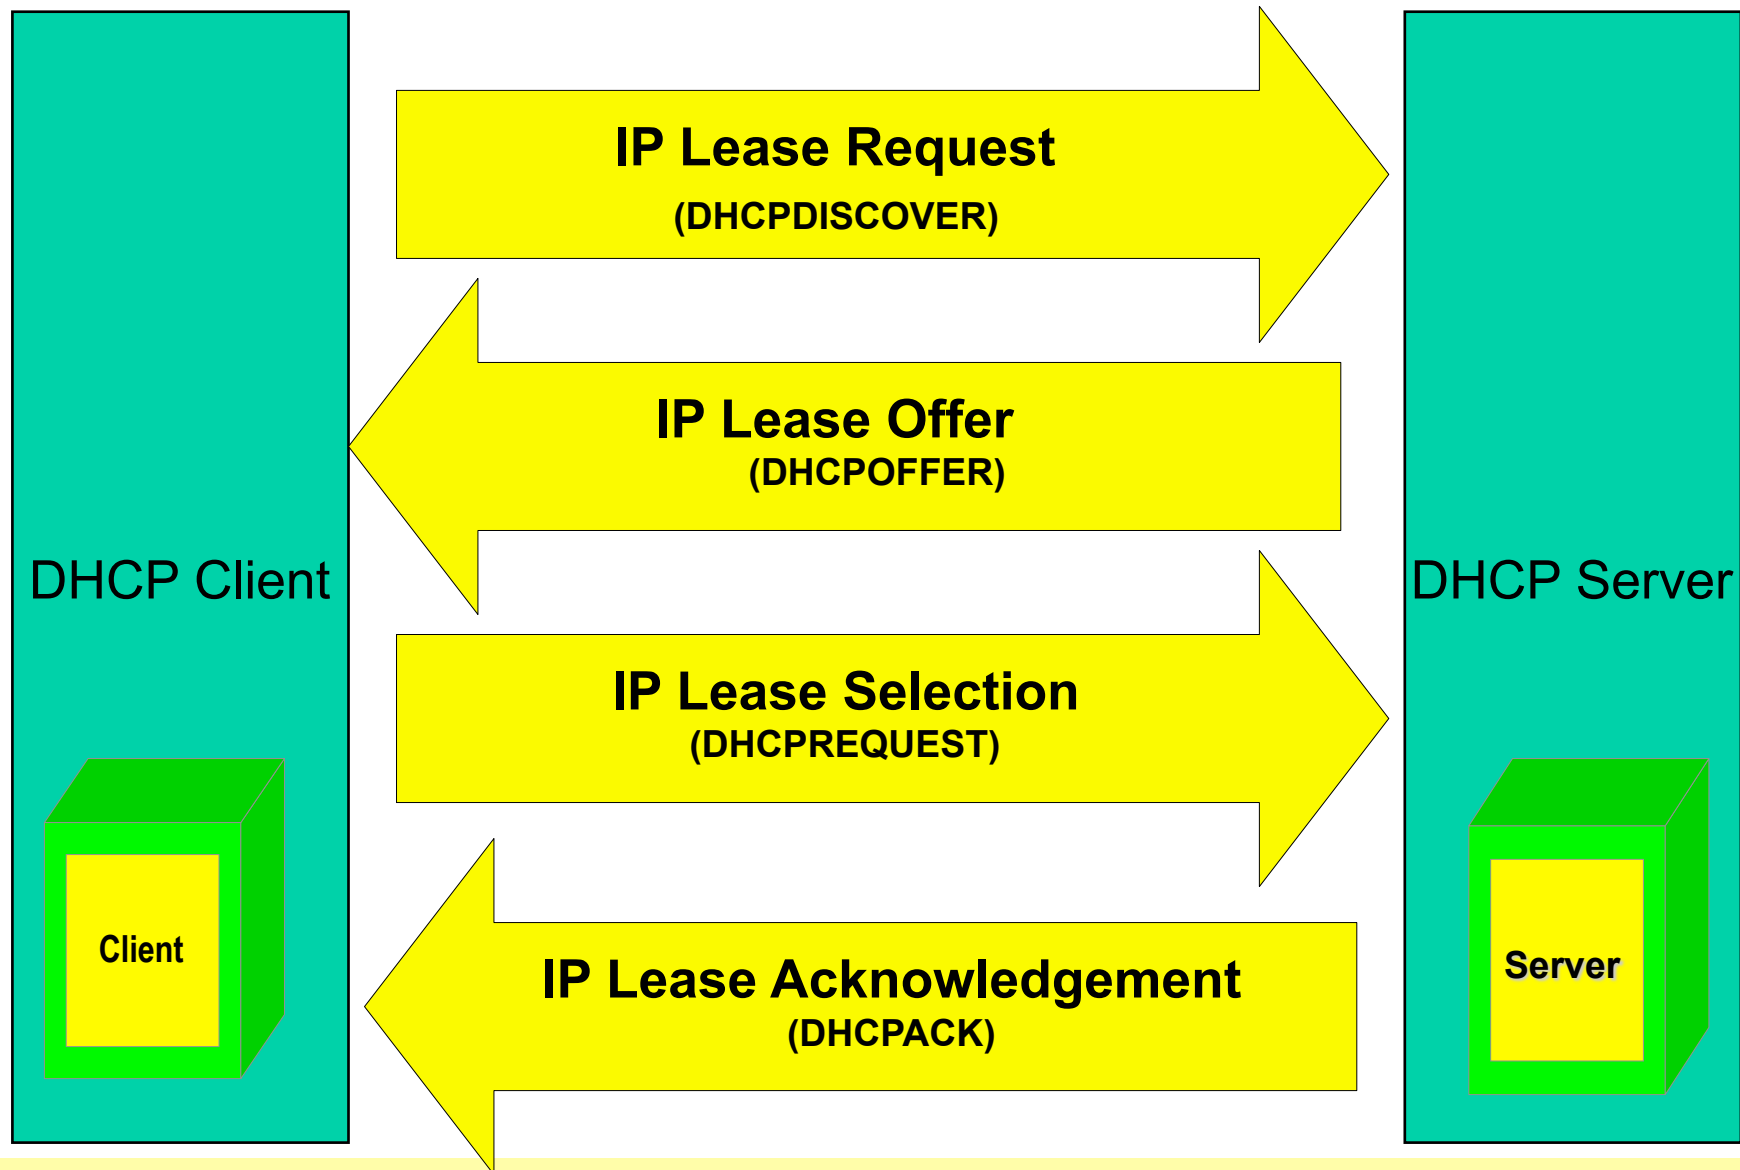 IP Lease Request
(DHCPDISCOVER)
IP Lease Offer
(DHCPOFFER)
DHCP Client
DHCP Server
IP Lease Selection
(DHCPREQUEST)
Client
Server
IP Lease Acknowledgement
(DHCPACK)